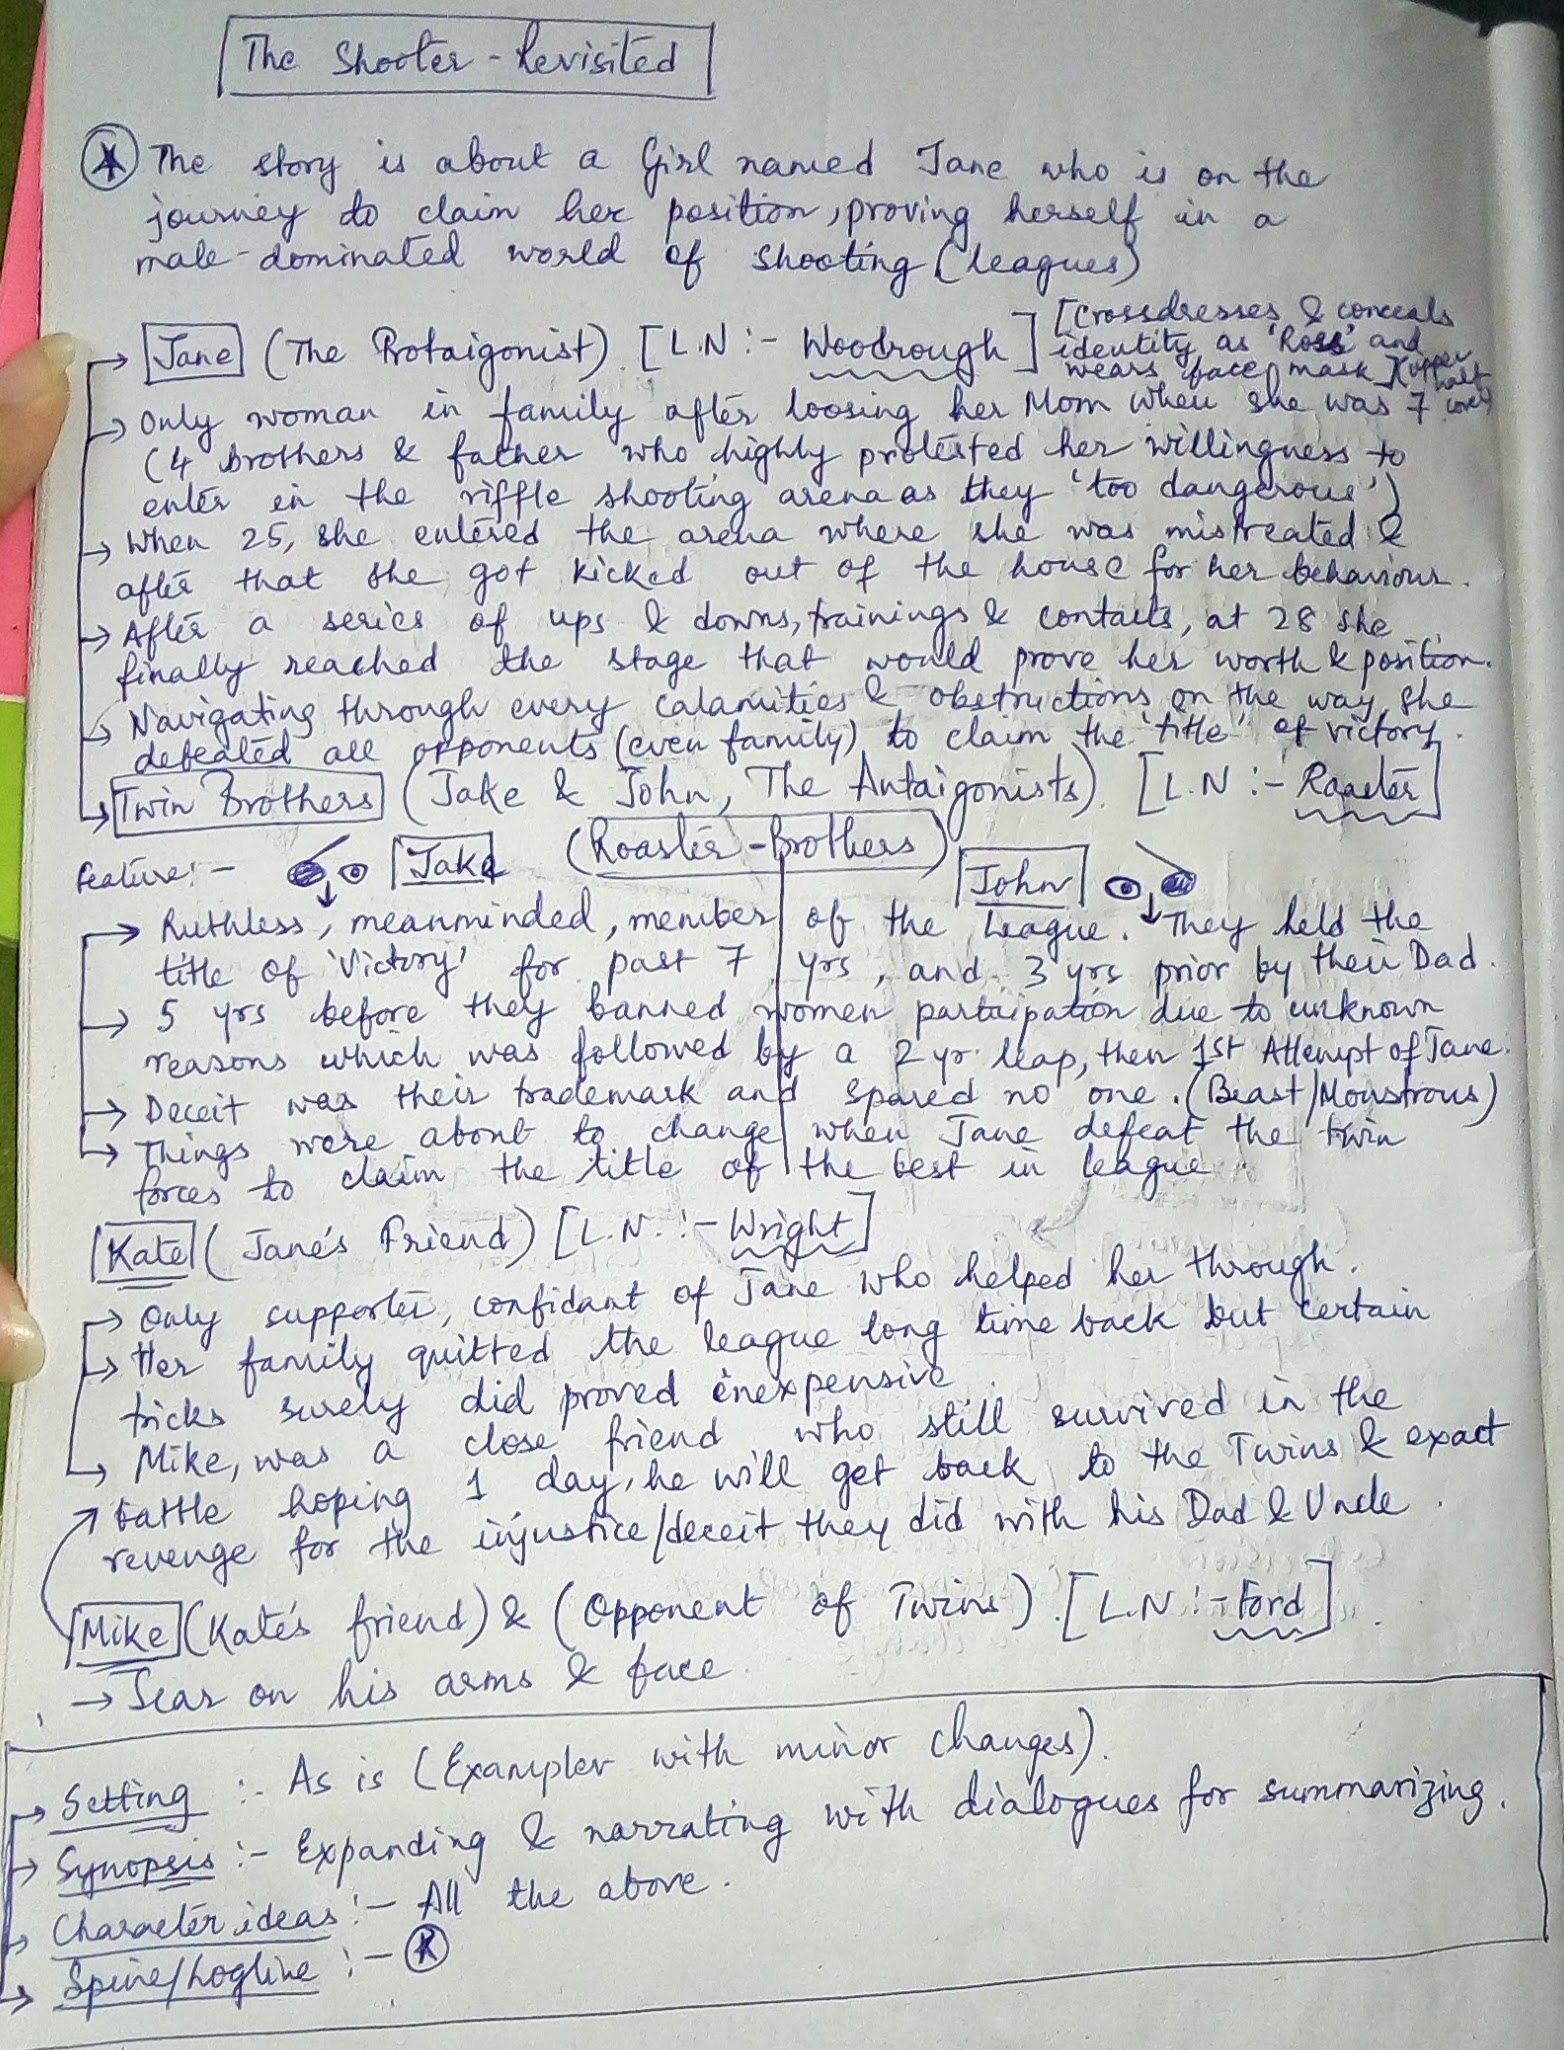 The Shooter - Revisited
The story is about a Girl named Jane who is on the
journey to claim her position, proving herself in a
male-dominated world of shooting (leagues)
Jane (The Protaigonist). [L.N :- Woodrough]
[Crossdresses & conceals
identity as 'Ross' and
wears face mask] (upper
half
cover)
Only woman in family after loosing her Mom when she was 7
(4 brothers & father who highly protested her willingness to
enter in the riffle shooting arena as they 'too dangerous')
When 25, she entered the arena where she was mistreated &
after that she got kicked out of the house for her behaviour.
After a series of ups & downs, trainings & contacts, at 28 she
finally reached the stage that would prove her worth & position.
Navigating through every calamities & obstructions on the way, she
defeated all opponents (even family) to claim the 'title' of victory.
Twin Brothers (Jake & John, The Antaigonists). [L.N :- Roaster]
(Roaster-Brothers)
Feature:- Jake John
Ruthless, meanminded, member of the League. They held the
title of 'Victory' for past 7 yrs, and 3 yrs prior by their Dad.
5 yrs before they banned women partcipation due to unknown
reasons which was followed by a 2 yr leap, then 1st Attempt of Jane.
Deceit was their trademark and spared no one. (Beast/Monstrous)
Things were about to change when Jane defeat the twin
forces to claim the title of the best in league.
Kate (Jane's Friend) [L.N. :- Wright]
Only supporter, confidant of Jane who helped her through.
Her family quitted the league long time back but certain
tricks surely did proved inexpensive
Mike, was a close friend who still survived in the
battle hoping 1 day, he will get back to the Twins & exact
revenge for the injustice/deceit they did with his Dad & Uncle.
Mike (Kate's friend) & (Opponent of Twins). [L.N :- Ford].
Scar on his arms & face.
Setting :- As is (Exampler with minor changes).
Synopsis :- Expanding & narrating with dialogues for summarizing.
Character ideas :- All the above.
Spine/Logline :-